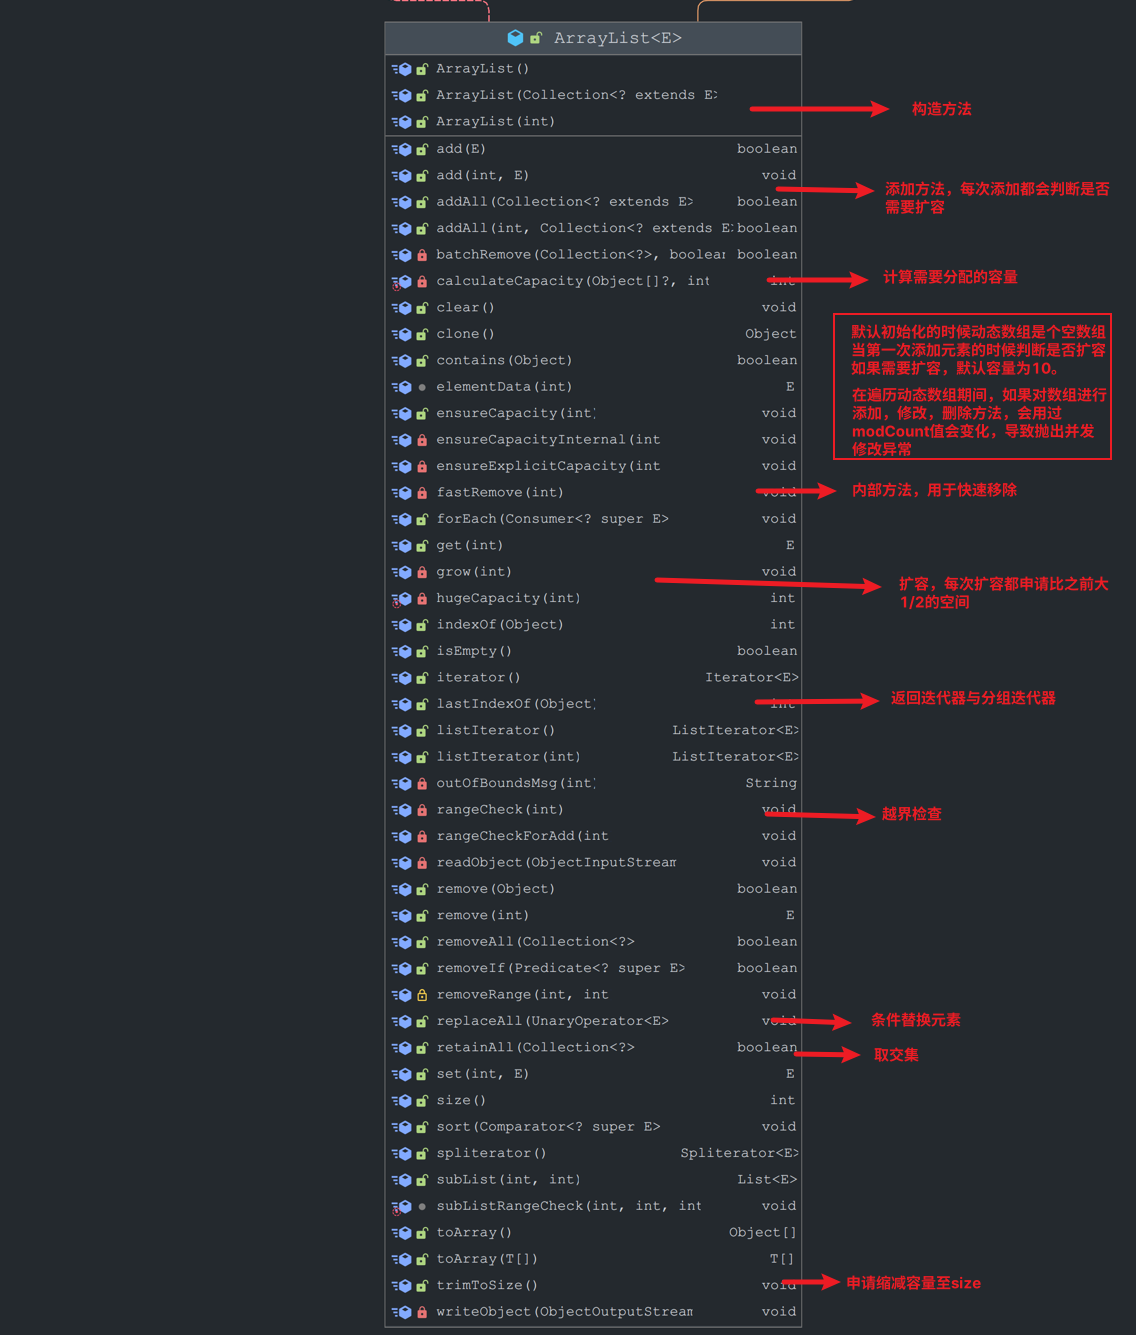 ArrayList<E>
ArrayList()
ArrayList(Collection<? extends E>
ArrayList(int)
构造方法
add(E) boolean
add(int, E) void
添加方法，每次添加都会判断是否
需要扩容
addAll(Collection<? extends E> boolean
addAll(int, Collection<? extends E> boolean
batchRemove(Collection<?>, boolean boolean
calculateCapacity(Object[]?, int int
计算需要分配的容量
clear() void
clone() Object
contains(Object) boolean
elementData(int) E
ensureCapacity(int) void
ensureCapacityInternal(int void
ensureExplicitCapacity(int void
默认初始化的时候动态数组是个空数组
当第一次添加元素的时候判断是否扩容
如果需要扩容，默认容量为10。
在遍历动态数组期间，如果对数组进行
添加，修改，删除方法，会用过
modCount值会变化，导致抛出并发
修改异常
fastRemove(int) void
内部方法，用于快速移除
forEach(Consumer<? super E> void
get(int) E
grow(int) void
扩容，每次扩容都申请比之前大
1/2的空间
hugeCapacity(int) int
indexOf(Object) int
isEmpty() boolean
iterator() Iterator<E>
lastIndexOf(Object) int
返回迭代器与分组迭代器
listIterator() ListIterator<E>
listIterator(int) ListIterator<E>
outOfBoundsMsg(int) String
rangeCheck(int) void
越界检查
rangeCheckForAdd(int void
readObject(ObjectInputStream void
remove(Object) boolean
remove(int) E
removeAll(Collection<?> boolean
removeIf(Predicate<? super E> boolean
removeRange(int, int void
replaceAll(UnaryOperator<E> void
条件替换元素
retainAll(Collection<?> boolean
取交集
set(int, E) E
size() int
sort(Comparator<? super E> void
spliterator() Spliterator<E>
subList(int, int) List<E>
subListRangeCheck(int, int, int void
toArray() Object[]
toArray(T[]) T[]
trimToSize() void
申请缩减容量至size
writeObject(ObjectOutputStream void